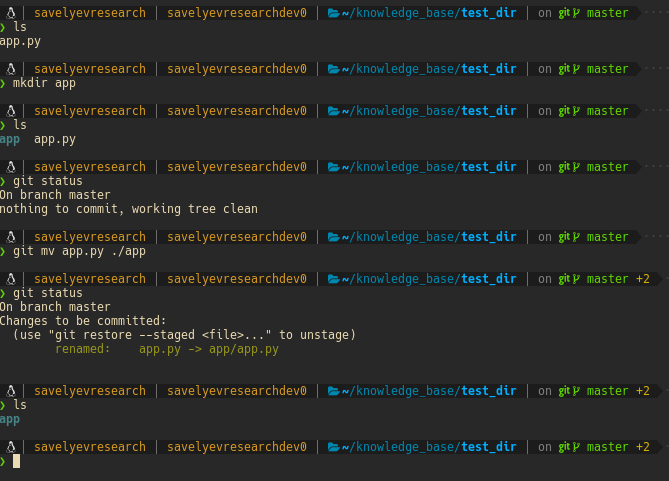 | savelyevresearch | savelyevresearchdev0 | ~/knowledge_base/test_dir | on git master
❯ ls
app.py
| savelyevresearch | savelyevresearchdev0 | ~/knowledge_base/test_dir | on git master
❯ mkdir app
| savelyevresearch | savelyevresearchdev0 | ~/knowledge_base/test_dir | on git master
❯ ls
app  app.py
| savelyevresearch | savelyevresearchdev0 | ~/knowledge_base/test_dir | on git master
❯ git status
On branch master
nothing to commit, working tree clean
| savelyevresearch | savelyevresearchdev0 | ~/knowledge_base/test_dir | on git master
❯ git mv app.py ./app
| savelyevresearch | savelyevresearchdev0 | ~/knowledge_base/test_dir | on git master +2
❯ git status
On branch master
Changes to be committed:
  (use "git restore --staged <file>..." to unstage)
        renamed:    app.py -> app/app.py
| savelyevresearch | savelyevresearchdev0 | ~/knowledge_base/test_dir | on git master +2
❯ ls
app
| savelyevresearch | savelyevresearchdev0 | ~/knowledge_base/test_dir | on git master +2
❯